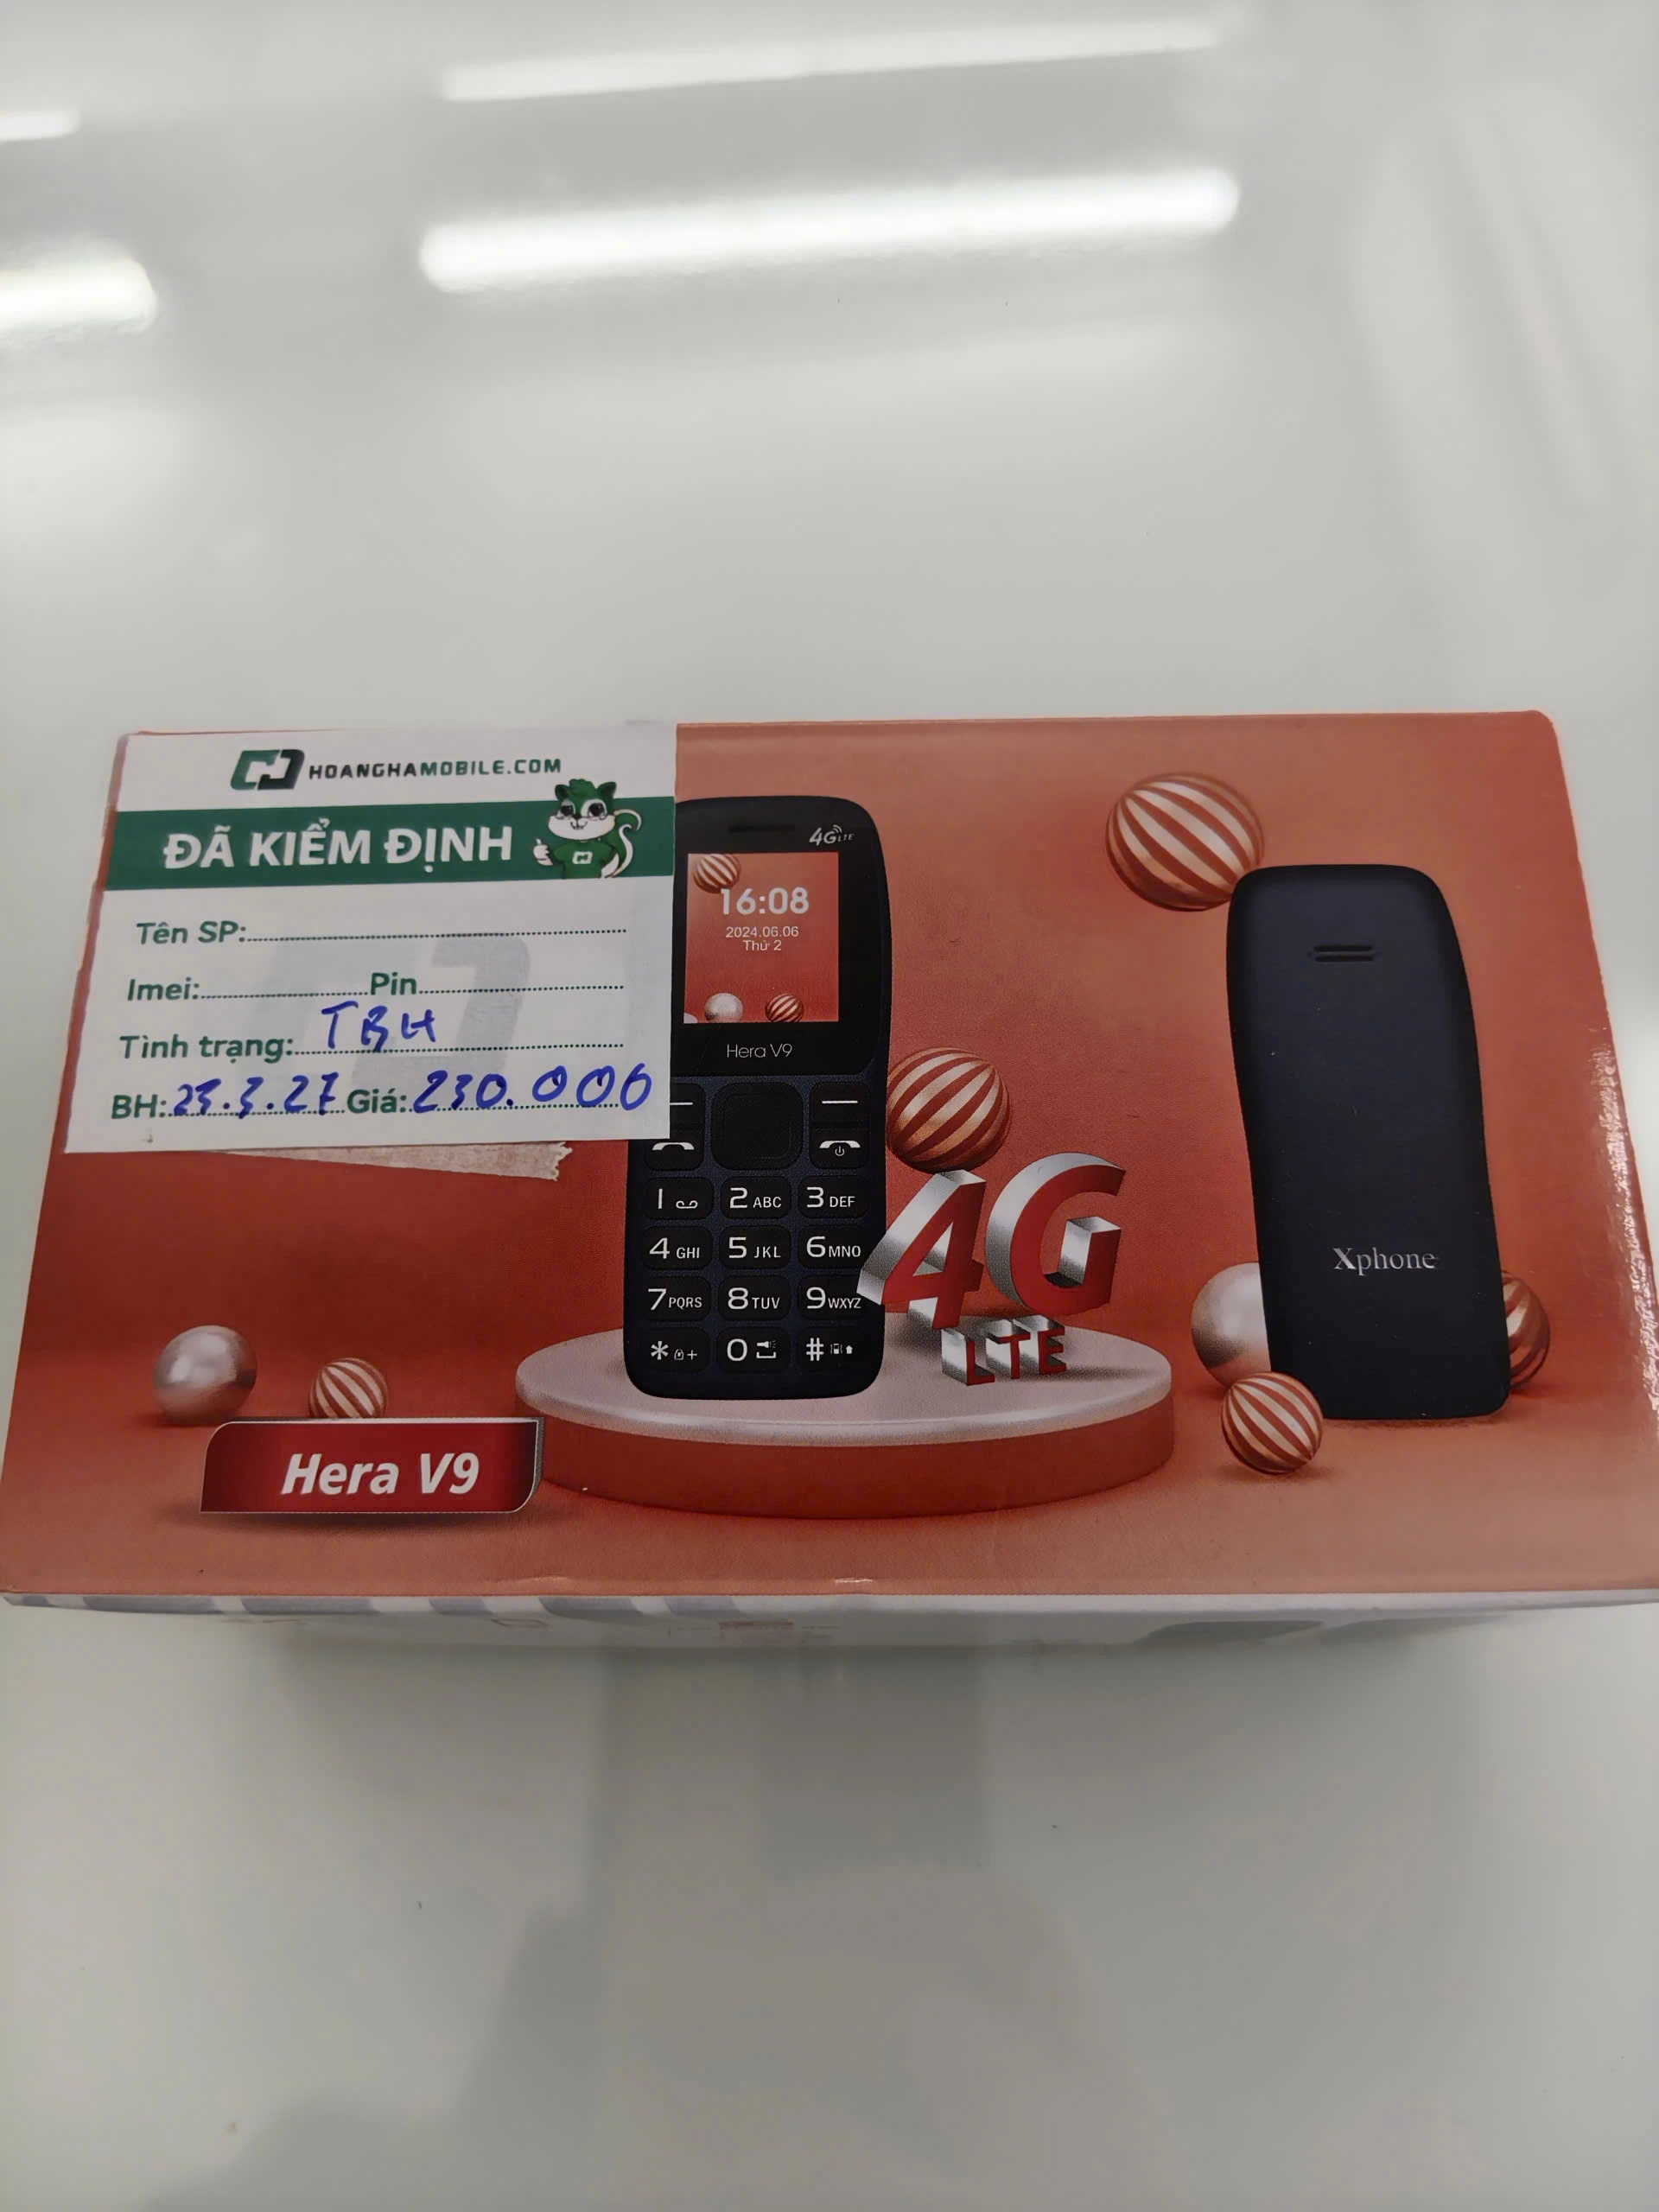 HOANGHAMOBILE.COM
ĐÃ KIỂM ĐỊNH
Tên SP:
Imei: Pin
Tình trạng: TBH
BH: 25.3.27 Giá: 230.000
4G LTE
16:08
2024.06.06
Thứ 2
Hera V9
1 2 ABC 3 DEF
4 GHI 5 JKL 6 MNO
7 PQRS 8 TUV 9 WXYZ
* + 0 #
4G
LTE
Xphone
Hera V9